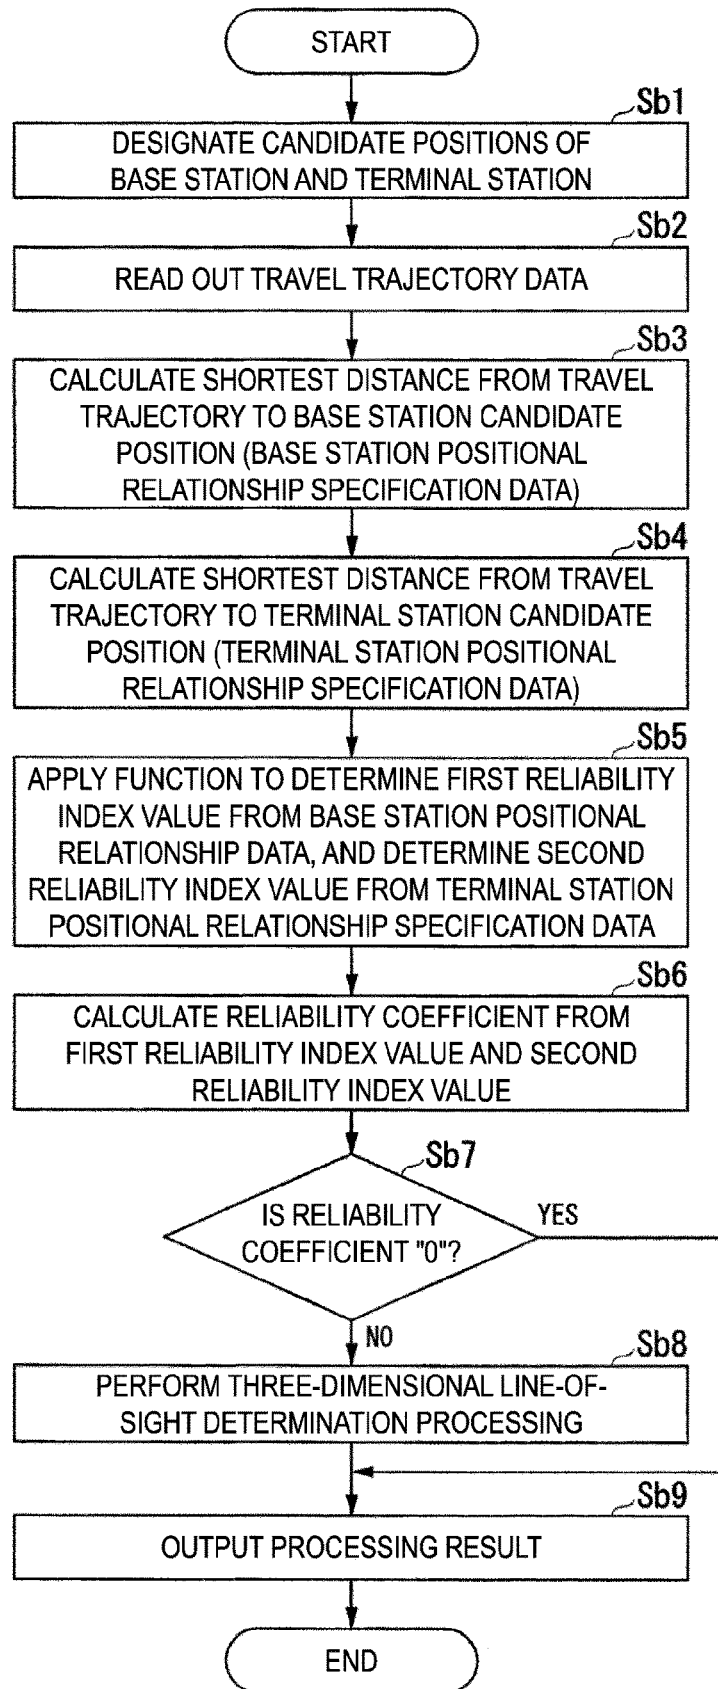 START
Sb1
DESIGNATE CANDIDATE POSITIONS OF
BASE STATION AND TERMINAL STATION
Sb2
READ OUT TRAVEL TRAJECTORY DATA
Sb3
CALCULATE SHORTEST DISTANCE FROM TRAVEL
TRAJECTORY TO BASE STATION CANDIDATE
POSITION (BASE STATION POSITIONAL
RELATIONSHIP SPECIFICATION DATA)
Sb4
CALCULATE SHORTEST DISTANCE FROM TRAVEL
TRAJECTORY TO TERMINAL STATION CANDIDATE
POSITION (TERMINAL STATION POSITIONAL
RELATIONSHIP SPECIFICATION DATA)
Sb5
APPLY FUNCTION TO DETERMINE FIRST RELIABILITY
INDEX VALUE FROM BASE STATION POSITIONAL
RELATIONSHIP DATA, AND DETERMINE SECOND
RELIABILITY INDEX VALUE FROM TERMINAL STATION
POSITIONAL RELATIONSHIP SPECIFICATION DATA
Sb6
CALCULATE RELIABILITY COEFFICIENT FROM
FIRST RELIABILITY INDEX VALUE AND SECOND
RELIABILITY INDEX VALUE
Sb7
IS RELIABILITY
COEFFICIENT "0"?
YES
NO
Sb8
PERFORM THREE-DIMENSIONAL LINE-OF-
SIGHT DETERMINATION PROCESSING
Sb9
OUTPUT PROCESSING RESULT
END